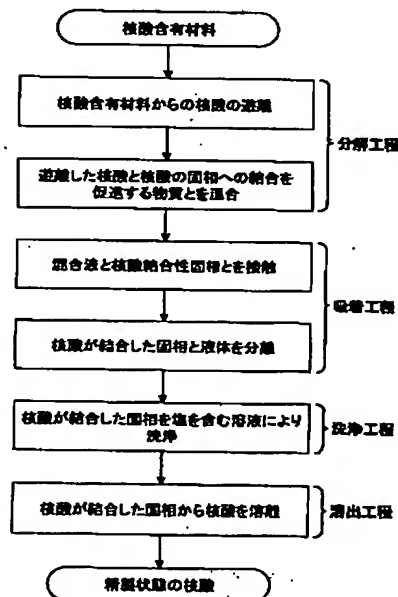 核酸含有材料
核酸含有材料からの核酸の遊離
分解工程
遊離した核酸と核酸の固相への結合を
促進する物質とを混合
混合液と核酸結合性固相とを接触
吸着工程
核酸が結合した固相と液体を分離
核酸が結合した固相を塩を含む溶液により
洗浄
洗浄工程
核酸が結合した固相から核酸を溶離
溶出工程
精製状態の核酸